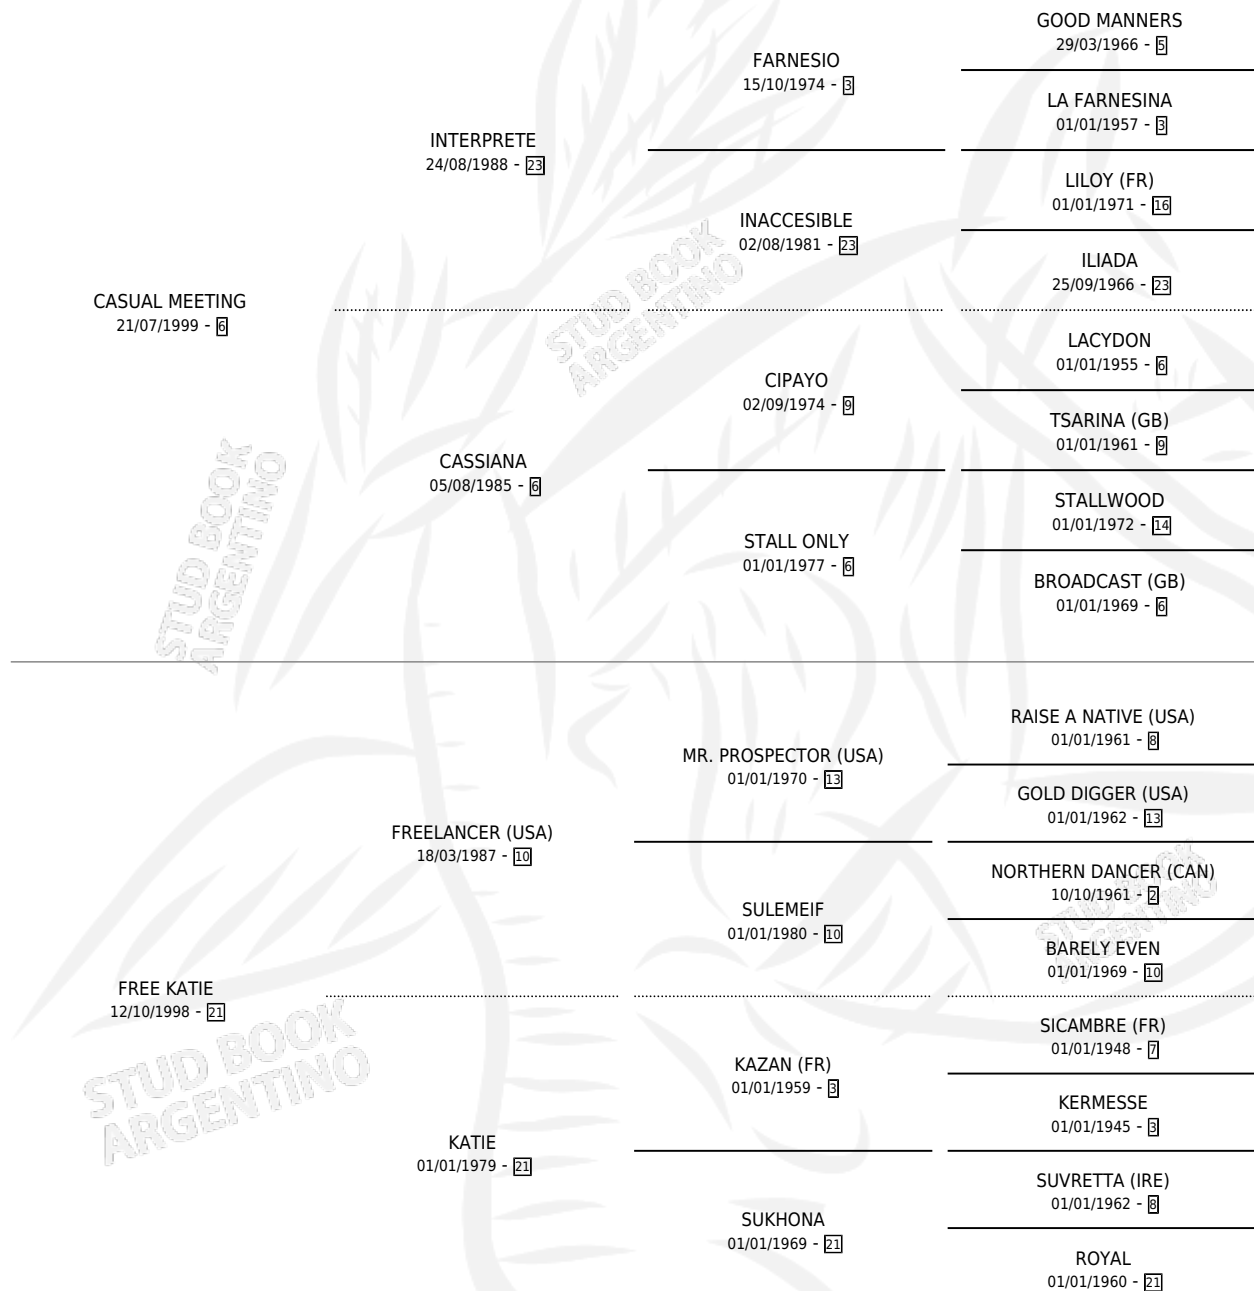 GOOD MANNERS
29/03/1966 - 5
FARNESIO
15/10/1974 - 3
LA FARNESINA
01/01/1957 - 3
INTERPRETE
24/08/1988 - 23
LILOY (FR)
01/01/1971 - 16
INACCESIBLE
02/08/1981 - 23
ILIADA
25/09/1966 - 23
CASUAL MEETING
21/07/1999 - 6
LACYDON
01/01/1955 - 6
CIPAYO
02/09/1974 - 9
TSARINA (GB)
01/01/1961 - 9
CASSIANA
05/08/1985 - 6
STALLWOOD
01/01/1972 - 14
STALL ONLY
01/01/1977 - 6
BROADCAST (GB)
01/01/1969 - 6
RAISE A NATIVE (USA)
01/01/1961 - 8
MR. PROSPECTOR (USA)
01/01/1970 - 13
GOLD DIGGER (USA)
01/01/1962 - 13
FREELANCER (USA)
18/03/1987 - 10
NORTHERN DANCER (CAN)
10/10/1961 - 2
SULEMEIF
01/01/1980 - 10
BARELY EVEN
01/01/1969 - 10
FREE KATIE
12/10/1998 - 21
SICAMBRE (FR)
01/01/1948 - 7
KAZAN (FR)
01/01/1959 - 3
KERMESSE
01/01/1945 - 3
KATIE
01/01/1979 - 21
SUVRETTA (IRE)
01/01/1962 - 8
SUKHONA
01/01/1969 - 21
ROYAL
01/01/1960 - 21
STUD BOOK
ARGENTINO
STUD BOOK
ARGENTINO
STUD BOOK
ARGENTINO
STUD BOOK
ARGENTINO